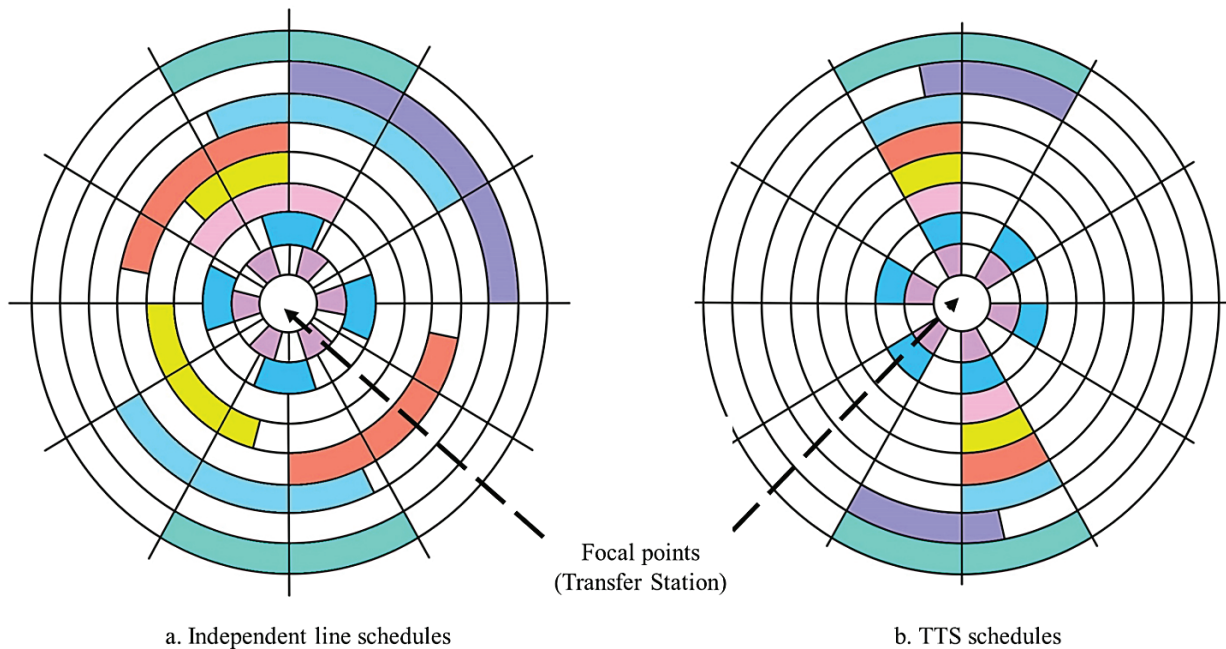 Focal points
(Transfer Station)
a. Independent line schedules
b. TTS schedules